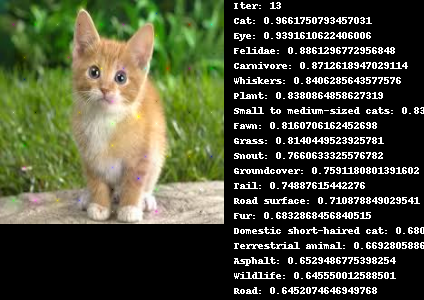 Iter: 13
Cat: 0.9661750793457031
Eye: 0.9391610622406006
Felidae: 0.8861296772956848
Carnivore: 0.8712618947029114
Whiskers: 0.8406285643577576
Plant: 0.8380864858627319
Small to medium-sized cats: 0.83
Fawn: 0.8160706162452698
Grass: 0.8140449523925781
Snout: 0.7660633325576782
Groundcover: 0.7591180801391602
Tail: 0.74887615442276
Road surface: 0.710878849029541
Fur: 0.6832868456840515
Domestic short-haired cat: 0.680
Terrestrial animal: 0.6692805886
Asphalt: 0.6529486775398254
Wildlife: 0.645550012588501
Road: 0.6452074646949768